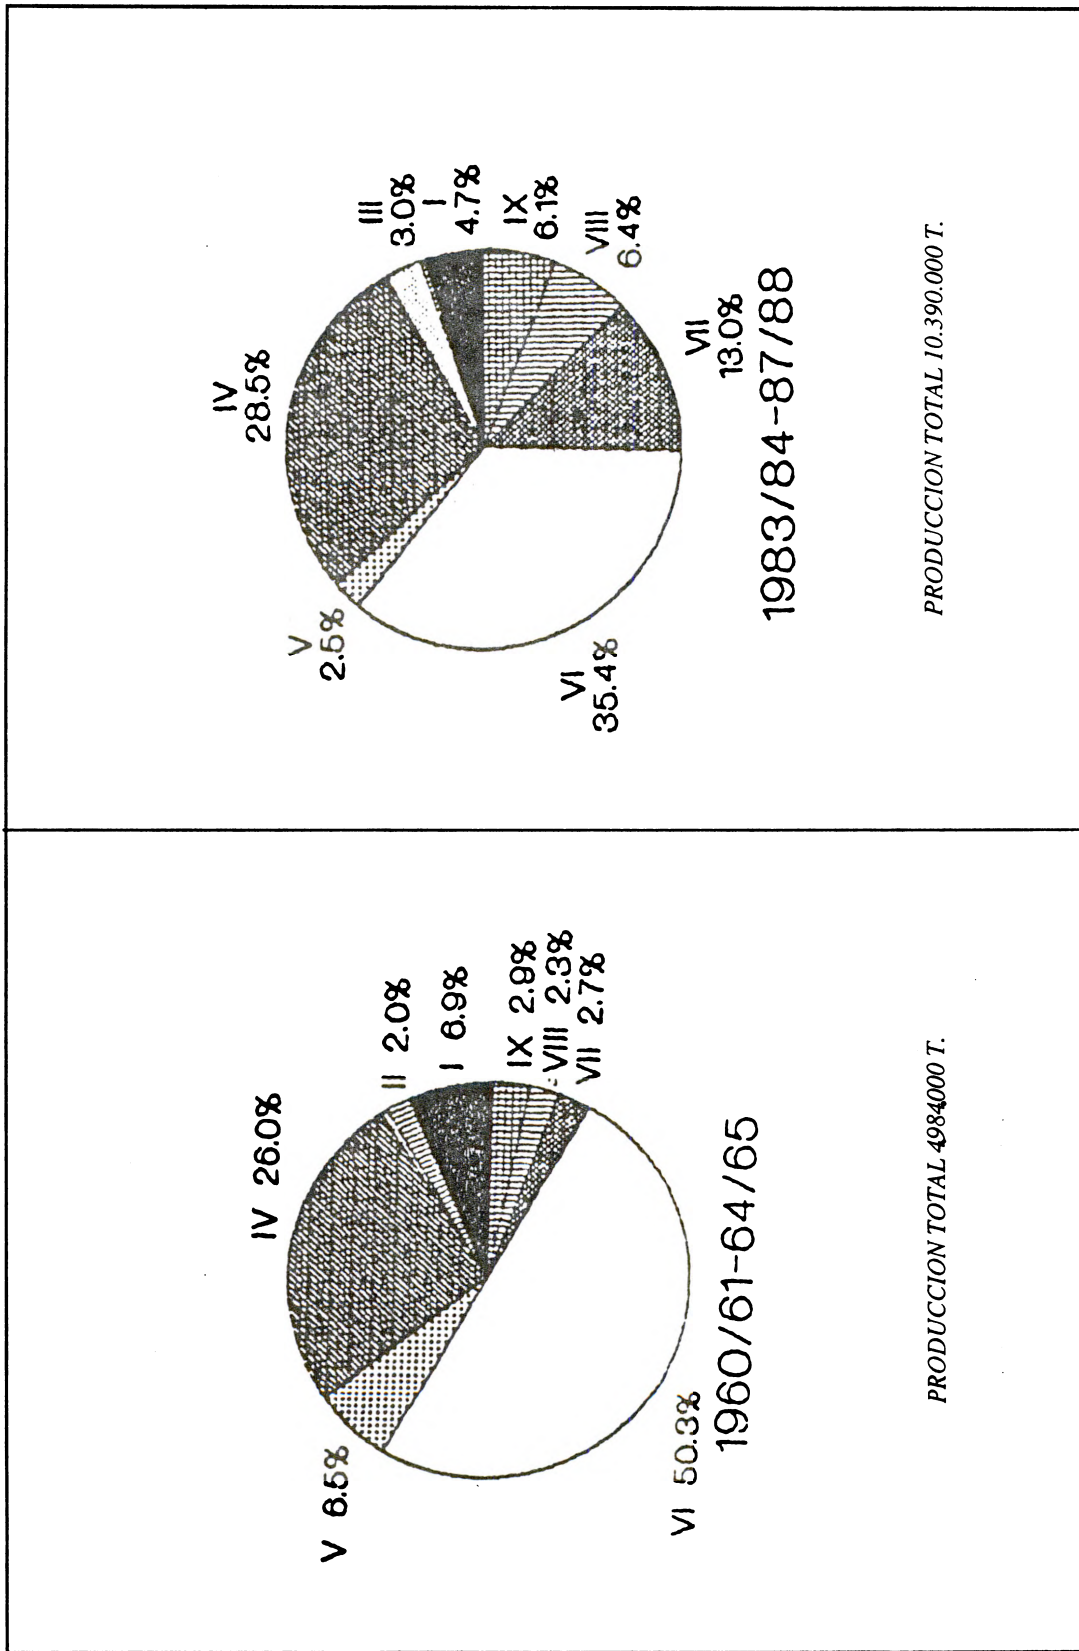 IV 26.0%
V 6.5%
II 2.0%
I 6.9%
IX 2.9%
VIII 2.3%
VII 2.7%
VI 50.3%
1960/61-64/65
PRODUCCION TOTAL 4984000 T.
IV
28.5%
V
2.5%
III
3.0%
I
4.7%
IX
6.1%
VIII
6.4%
VII
13.0%
VI
35.4%
1983/84-87/88
PRODUCCION TOTAL 10.390.000 T.